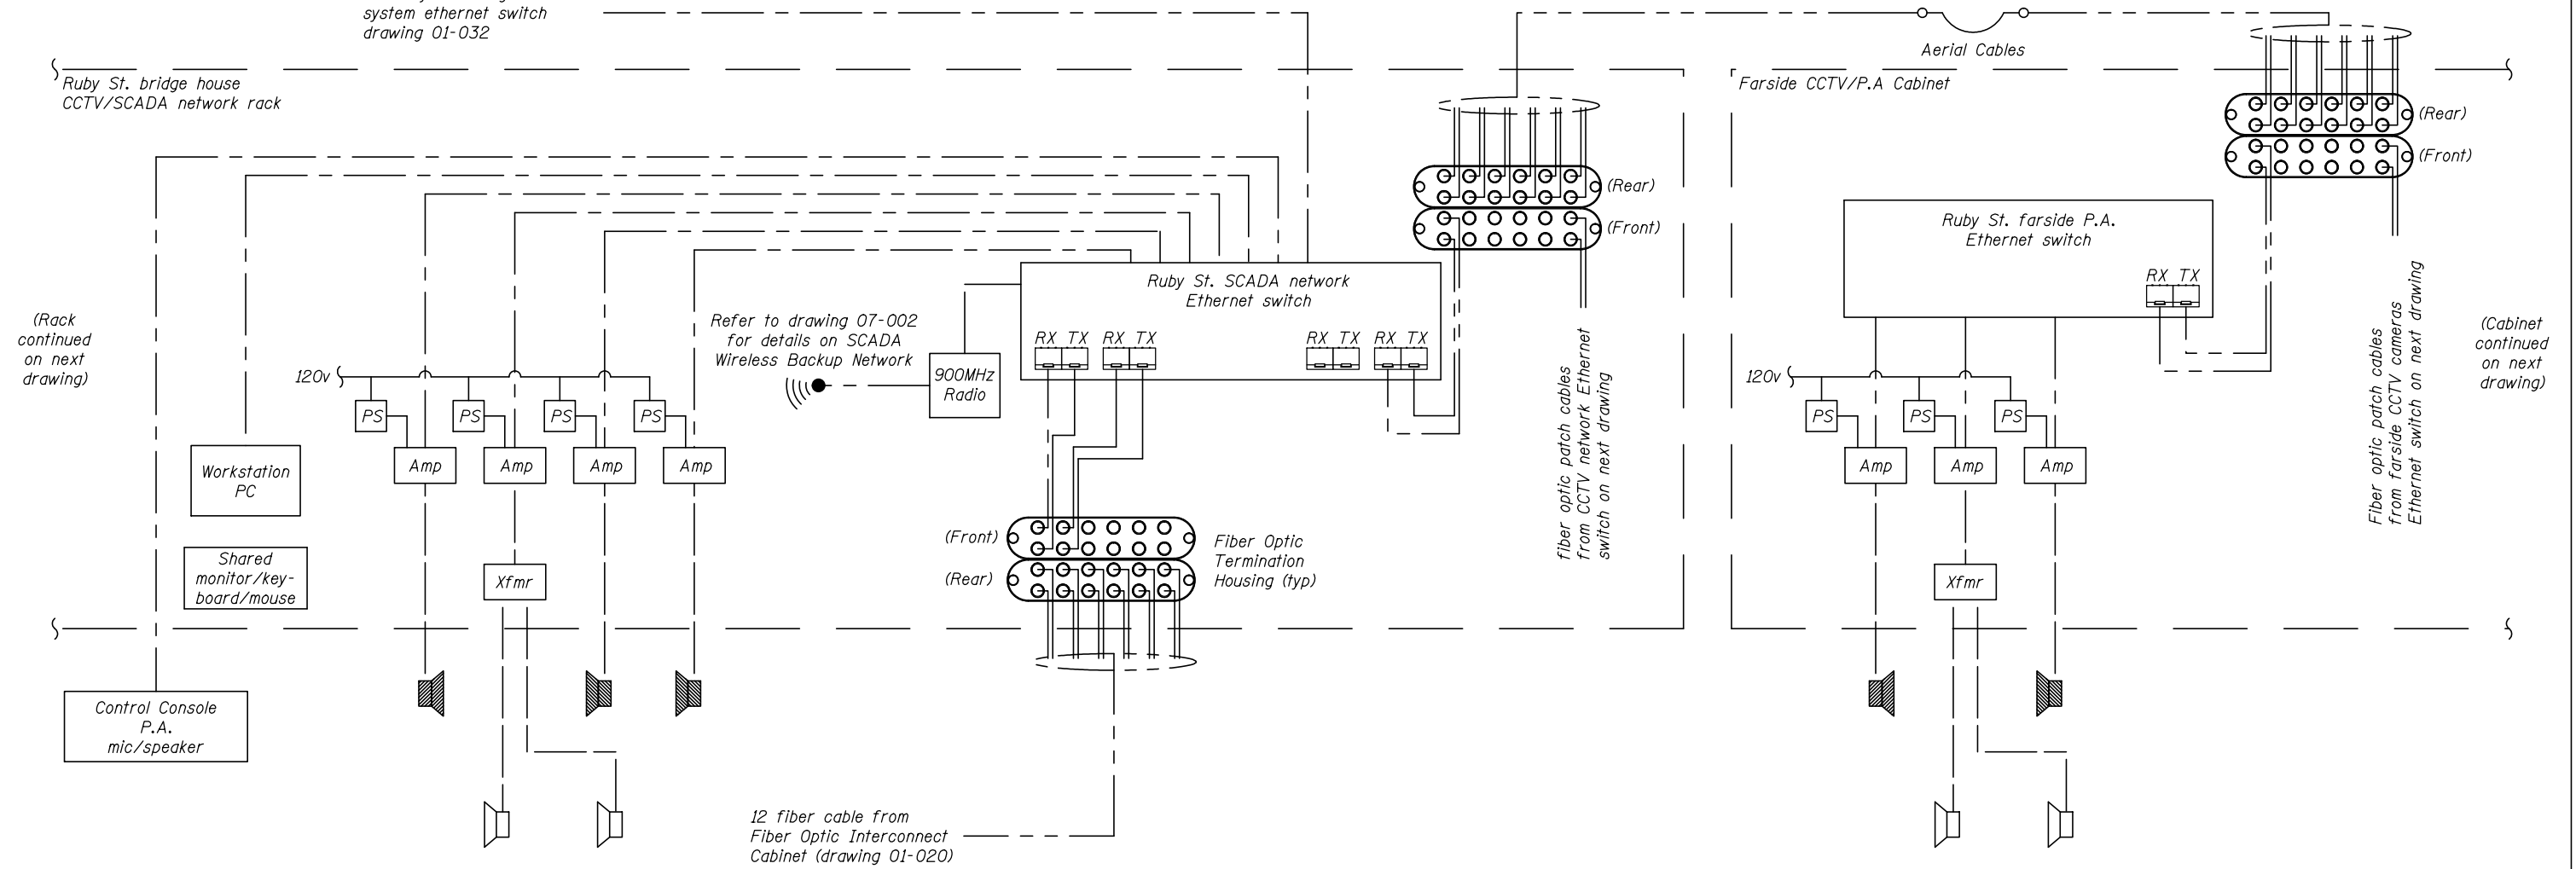 system ethernet switch
drawing 01-032
Aerial Cables
Ruby St. bridge house
CCTV/SCADA network rack
Farside CCTV/P.A Cabinet
(Rear)
(Front)
(Rear)
(Front)
Ruby St. farside P.A.
Ethernet switch
RX TX
Ruby St. SCADA network
Ethernet switch
RX TX RX TX RX TX RX TX
(Rack
continued
on next
drawing)
Refer to drawing 07-002
for details on SCADA
Wireless Backup Network
900MHz
Radio
fiber optic patch cables
from CCTV network Ethernet
switch on next drawing
Fiber optic patch cables
from farside CCTV cameras
Ethernet switch on next drawing
(Cabinet
continued
on next
drawing)
120v
PS PS PS PS
Amp Amp Amp Amp
120v
PS PS PS
Amp Amp Amp
Workstation
PC
Shared
monitor/key-
board/mouse
Xfmr
Xfmr
(Front)
(Rear)
Fiber Optic
Termination
Housing (typ)
Control Console
P.A.
mic/speaker
12 fiber cable from
Fiber Optic Interconnect
Cabinet (drawing 01-020)